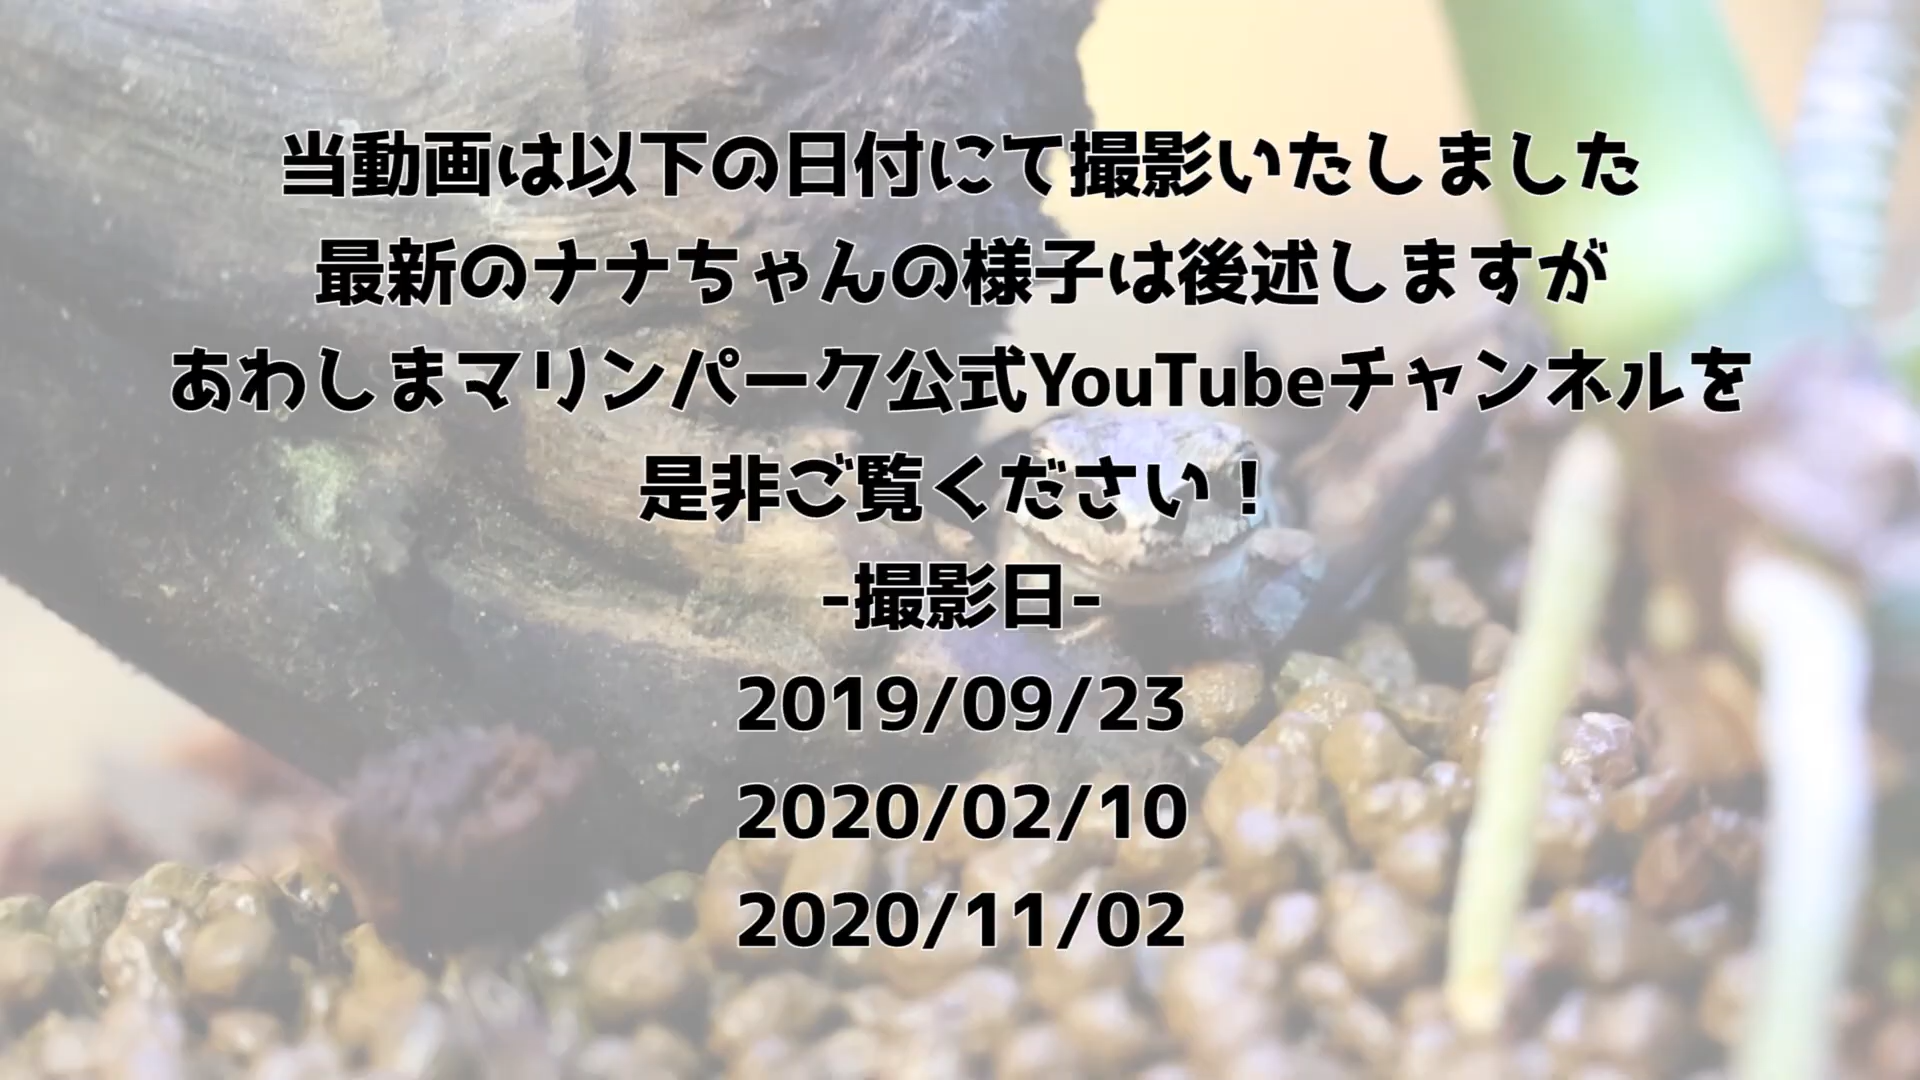 当動画は以下の日付にて撮影いたしました
最新のナナちゃんの様子は後述しますが
あわしまマリンパーク公式YouTubeチャンネルを
是非ご覧ください！
-撮影日-
2019/09/23
2020/02/10
2020/11/02